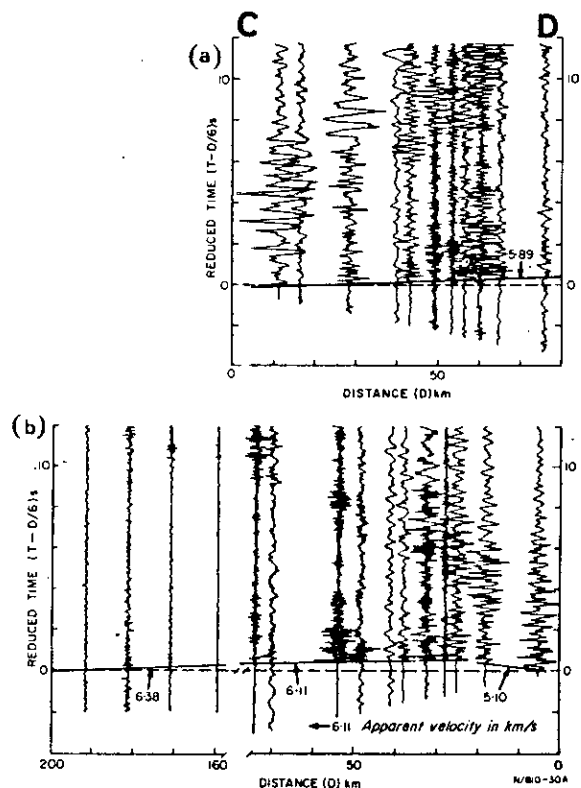 C
D
(a)
10
10
REDUCED TIME (T-D/6)s
5·89
0
0
0
50
DISTANCE (D) km
(b)
10
10
REDUCED TIME (T-D/6)s
0
0
6·38
6·11
5·10
6·11 Apparent velocity in km/s
200
160
50
0
DISTANCE (D) km
N/B10-30A